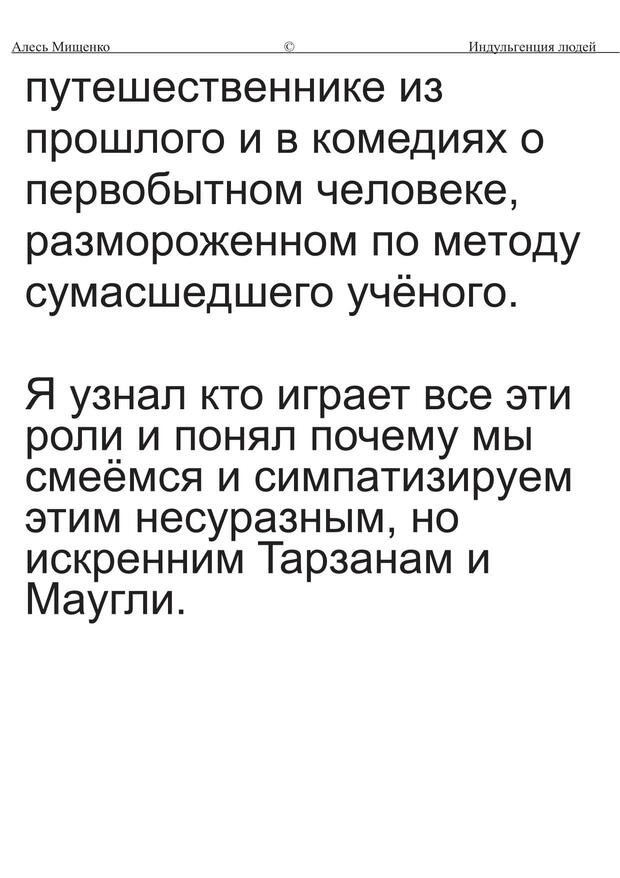 Алесь Мищенко © Индульгенция людей
путешественнике из
прошлого и в комедиях о
первобытном человеке,
размороженном по методу
сумасшедшего учёного.
Я узнал кто играет все эти
роли и понял почему мы
смеёмся и симпатизируем
этим несуразным, но
искренним Тарзанам и
Маугли.